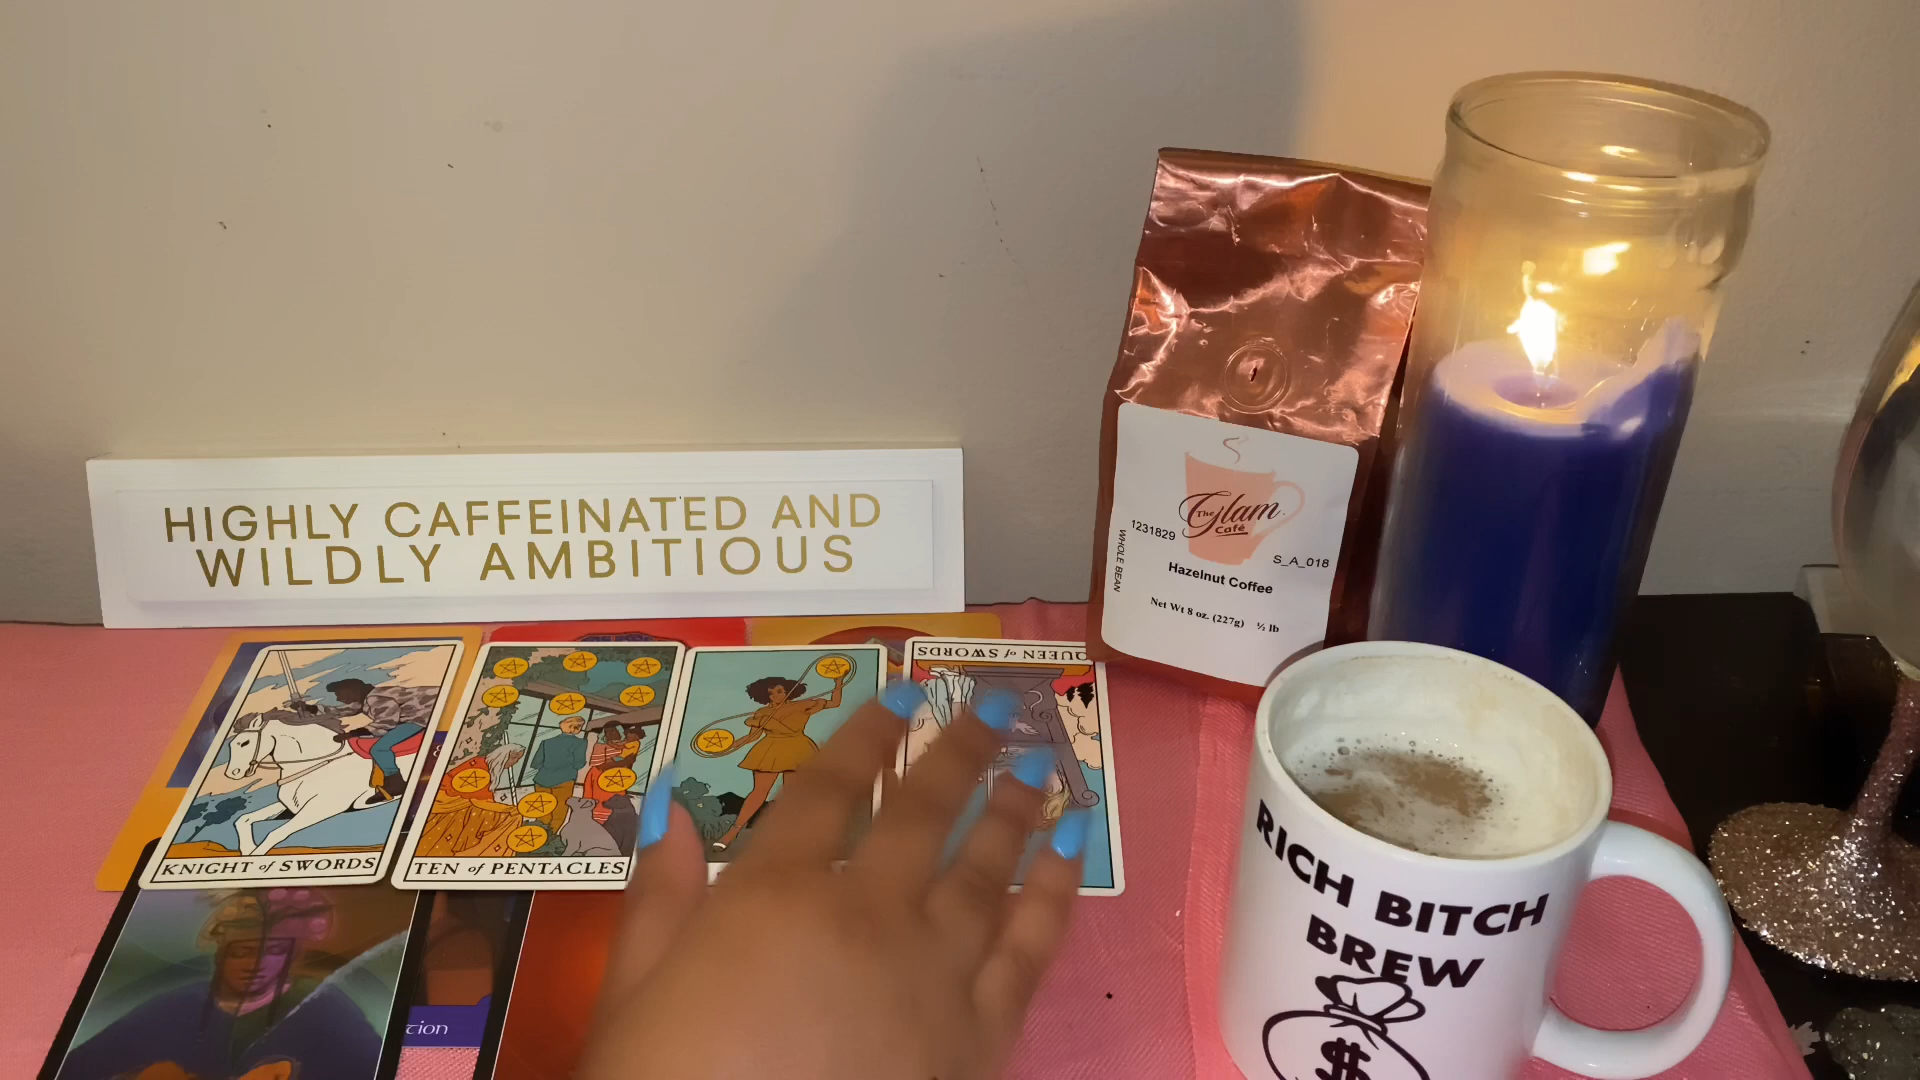 HIGHLY CAFFEINATED AND
WILDLY AMBITIOUS
The
Glam
Café
1231829
S_A_018
WHOLE BEAN
Hazelnut Coffee
Net Wt 8 oz. (227g) ½ lb
QUEEN of SWORDS
KNIGHT of SWORDS
TEN of PENTACLES
tion
RICH BITCH
BREW
$